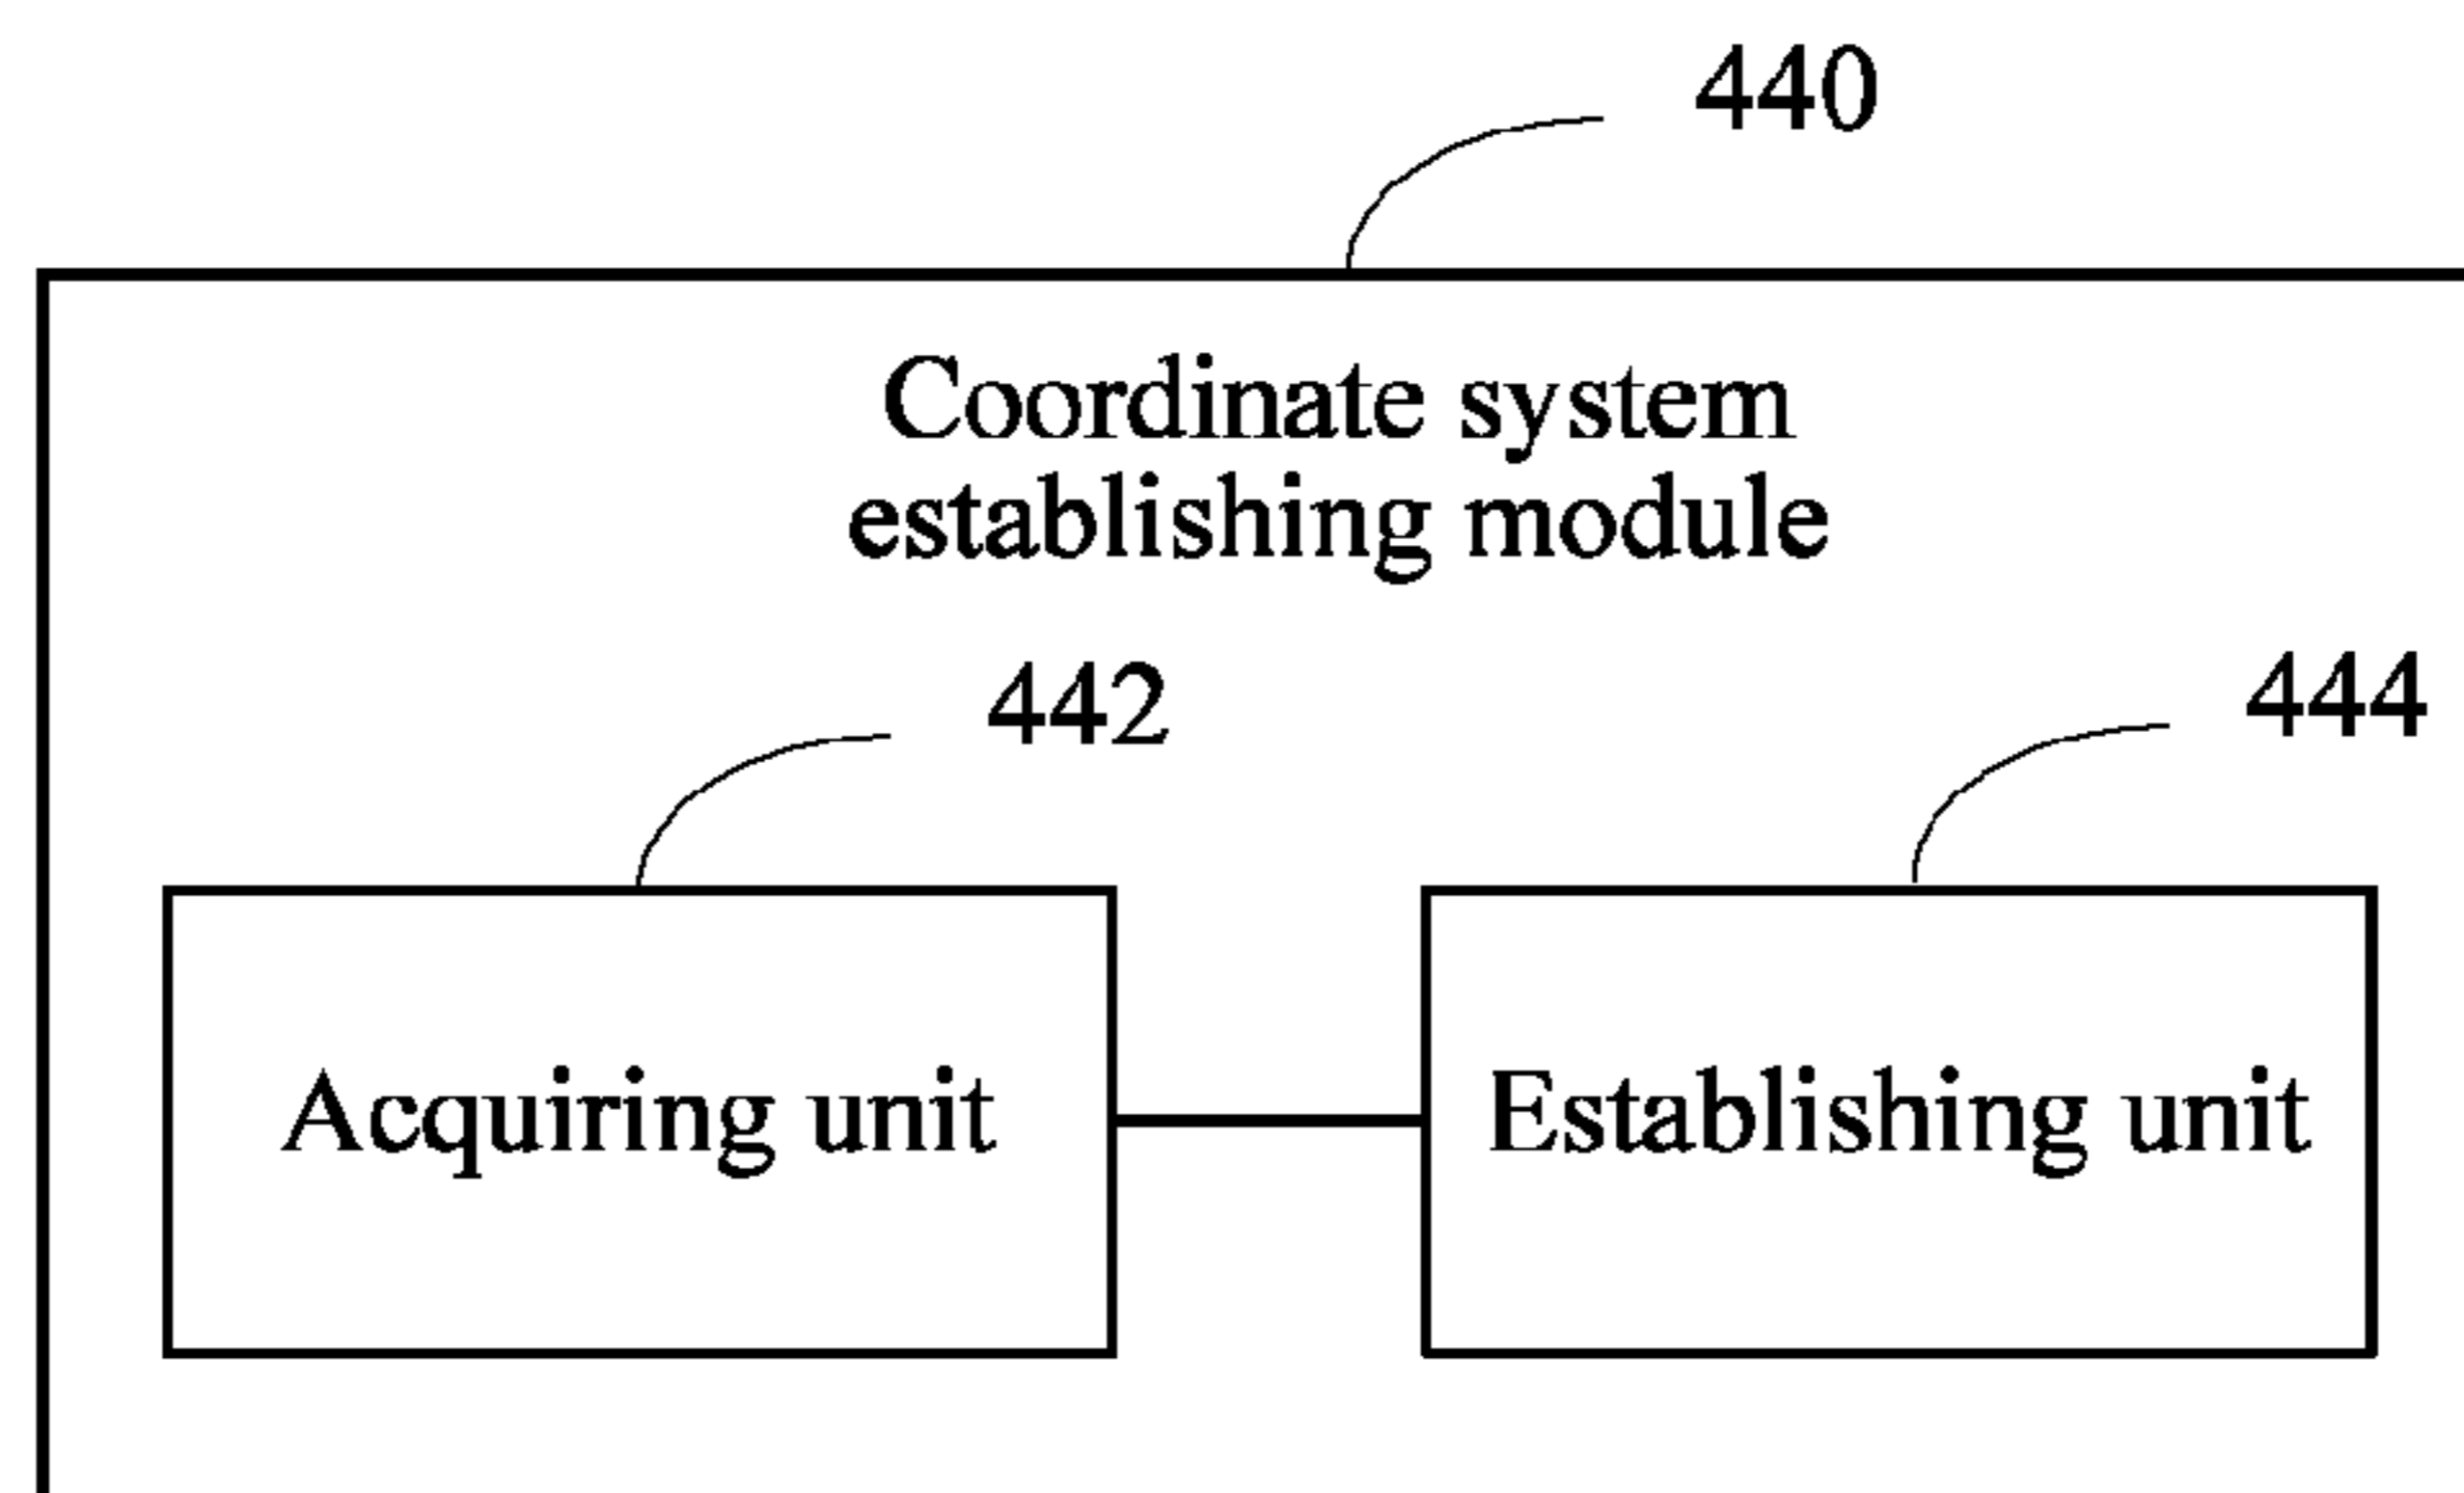 440
Coordinate system
establishing module
442
444
Acquiring unit
Establishing unit